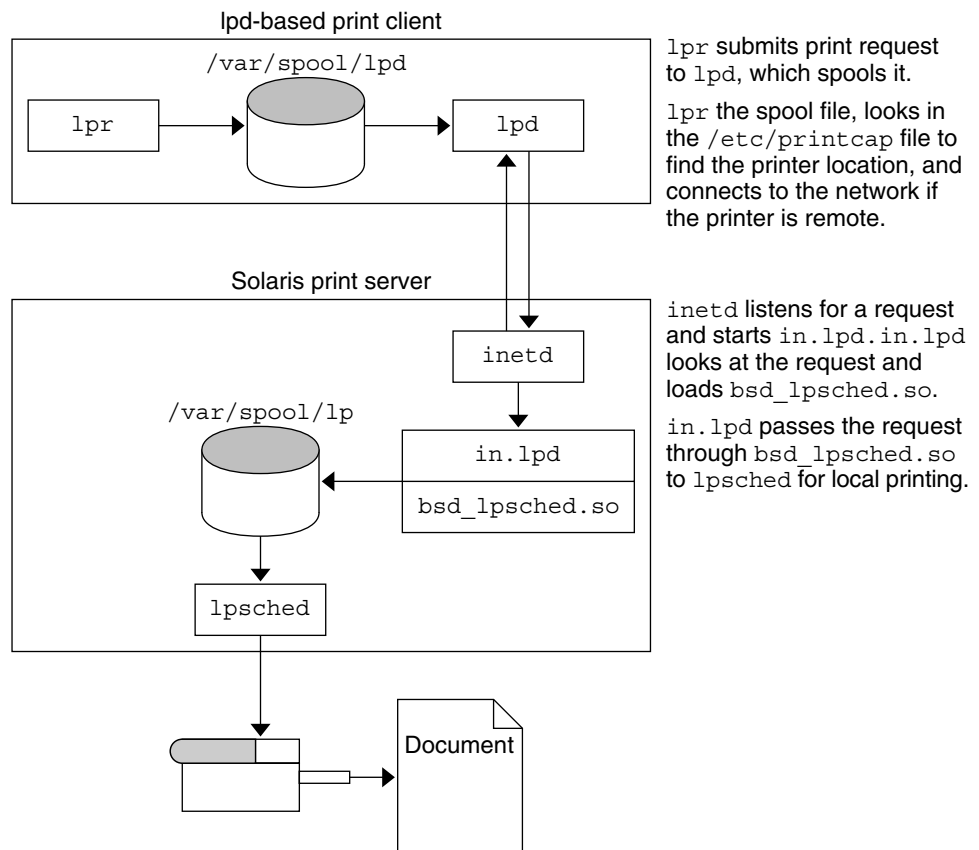 lpd-based print client
/var/spool/lpd
lpr
lpd
lpr submits print request
to lpd, which spools it.
lpr the spool file, looks in
the /etc/printcap file to
find the printer location, and
connects to the network if
the printer is remote.
Solaris print server
inetd
/var/spool/lp
in.lpd
bsd_lpsched.so
lpsched
inetd listens for a request
and starts in.lpd.in.lpd
looks at the request and
loads bsd_lpsched.so.
in.lpd passes the request
through bsd_lpsched.so
to lpsched for local printing.
Document